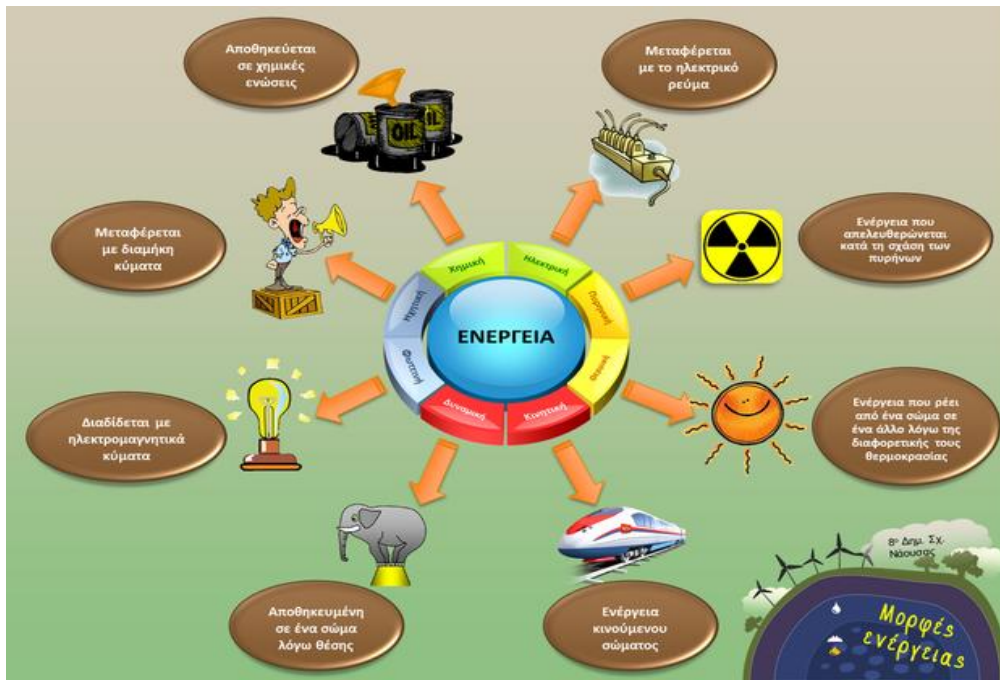 Αποθηκεύεται
σε χημικές
ενώσεις
Μεταφέρεται
με το ηλεκτρικό
ρεύμα
OIL
OIL
Μεταφέρεται
με διαμήκη
κύματα
Ενέργεια που
απελευθερώνεται
κατά τη σχάση των
πυρήνων
Χημική
Ηλεκτρική
Ηχητική
Πυρηνική
ΕΝΕΡΓΕΙΑ
Φωτεινή
Θερμική
Δυναμική
Κινητική
Διαδίδεται με
ηλεκτρομαγνητικά
κύματα
Ενέργεια που ρέει
από ένα σώμα σε
ένα άλλο λόγω της
διαφορετικής τους
θερμοκρασίας
Αποθηκευμένη
σε ένα σώμα
λόγω θέσης
Ενέργεια
κινούμενου
σώματος
8º Δημ. Σχ.
Νάουσας
Μορφές
ενέργειας